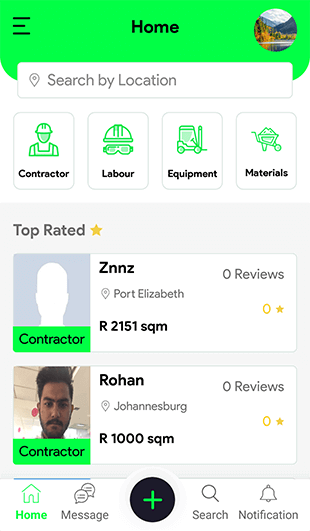 Home
Search by Location
Contractor Labour Equipment Materials
Top Rated
Znnz
0 Reviews
Port Elizabeth
0
R 2151 sqm
Contractor
Rohan
0 Reviews
Johannesburg
0
R 1000 sqm
Contractor
Home Message Search Notification